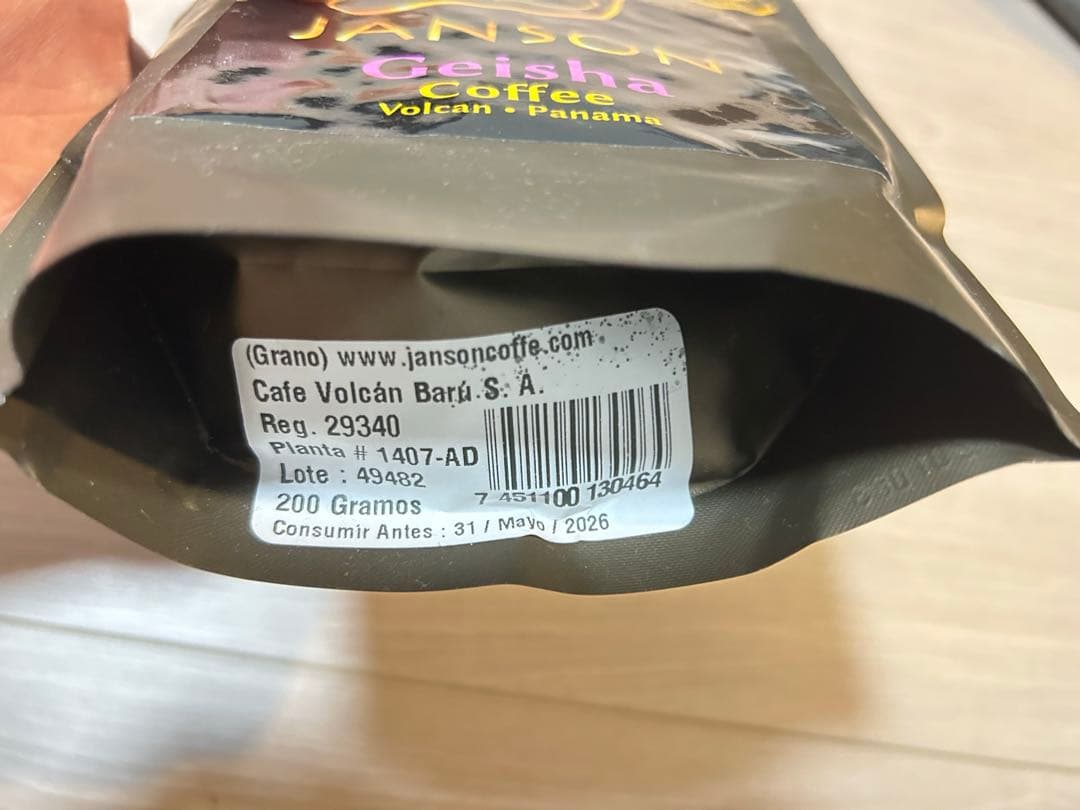 JANSON
Geisha
Coffee
Volcan • Panama
(Grano) www.jansoncoffe.com
Cafe Volcán Barú. S. A.
Reg. 29340
Planta # 1407-AD
Lote : 49482
200 Gramos
7 451100 130464
Consumir Antes : 31 / Mayo / 2026